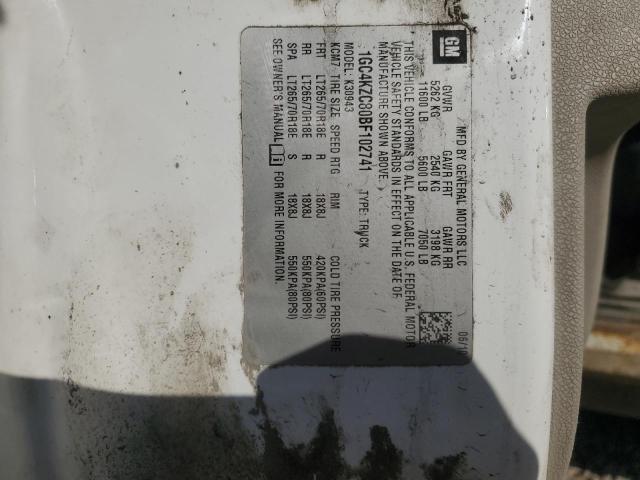 GM
MFD BY GENERAL MOTORS LLC
GVWR GAWR FRT GAWR RR
5262 KG 2540 KG 3198 KG
11600 LB 5600 LB 7050 LB
THIS VEHICLE CONFORMS TO ALL APPLICABLE U.S. FEDERAL MOTOR
VEHICLE SAFETY STANDARDS IN EFFECT ON THE DATE OF
MANUFACTURE SHOWN ABOVE.
1GC4KZC80BF102741 TYPE: TRUCK
MODEL: K30943
KCM7 TIRE SIZE SPEED RTG RIM COLD TIRE PRESSURE
FRT LT265/70R18E R 18X8J 420KPA(60PSI)
RR LT265/70R18E R 18X8J 550KPA(80PSI)
SPA LT265/70R18E S 18X8J 550KPA(80PSI)
SEE OWNER'S MANUAL FOR MORE INFORMATION.